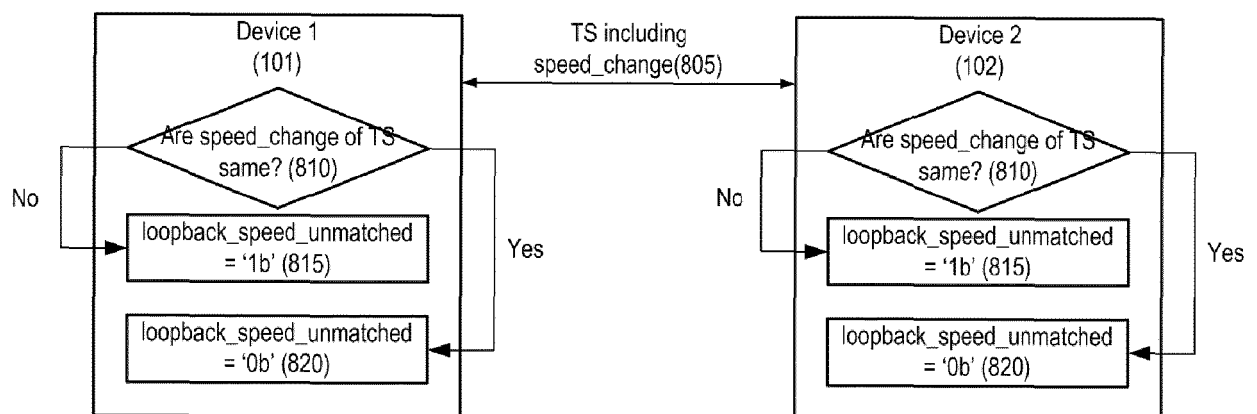 Device 1
(101)
Are speed_change of TS
same? (810)
No
loopback_speed_unmatched
= ‘1b’ (815)
Yes
loopback_speed_unmatched
= ‘0b’ (820)
TS including
speed_change(805)
Device 2
(102)
Are speed_change of TS
same? (810)
No
loopback_speed_unmatched
= ‘1b’ (815)
Yes
loopback_speed_unmatched
= ‘0b’ (820)